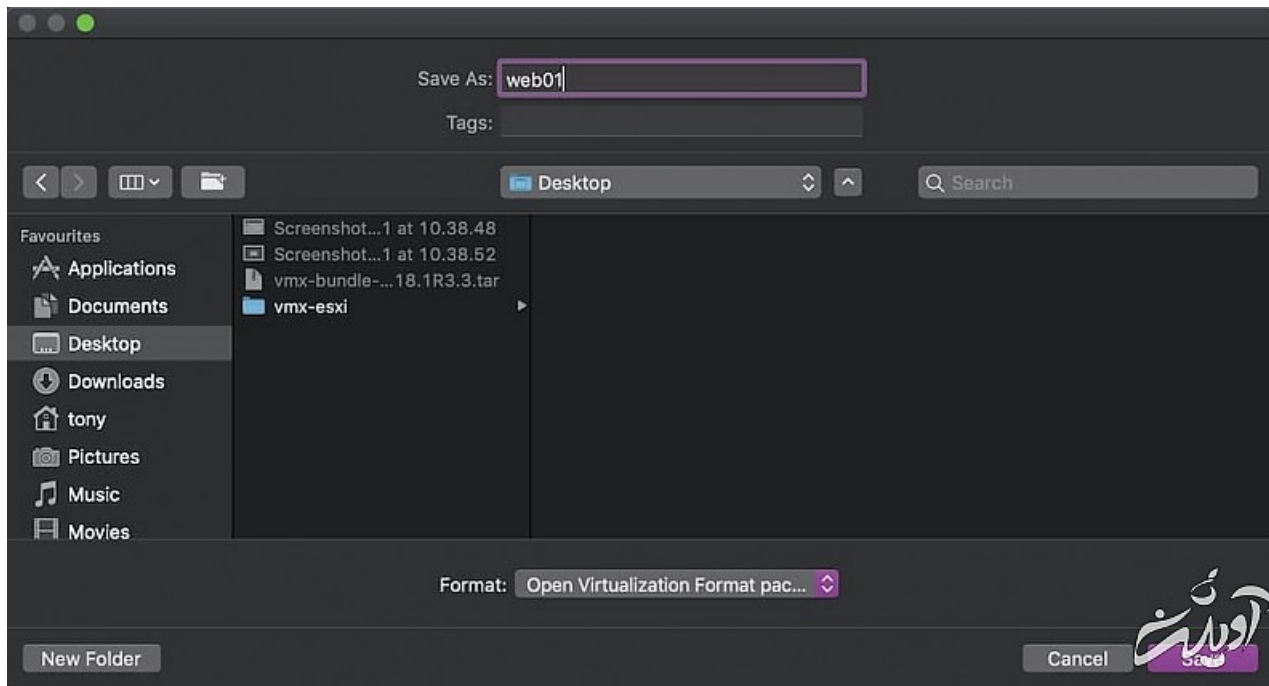 Save As: web01
Tags:
Desktop
Search
Favourites
Applications
Documents
Desktop
Downloads
tony
Pictures
Music
Movies
Screenshot...1 at 10.38.48
Screenshot...1 at 10.38.52
vmx-bundle-...18.1R3.3.tar
vmx-esxi
Format: Open Virtualization Format pac...
New Folder
Cancel
Save